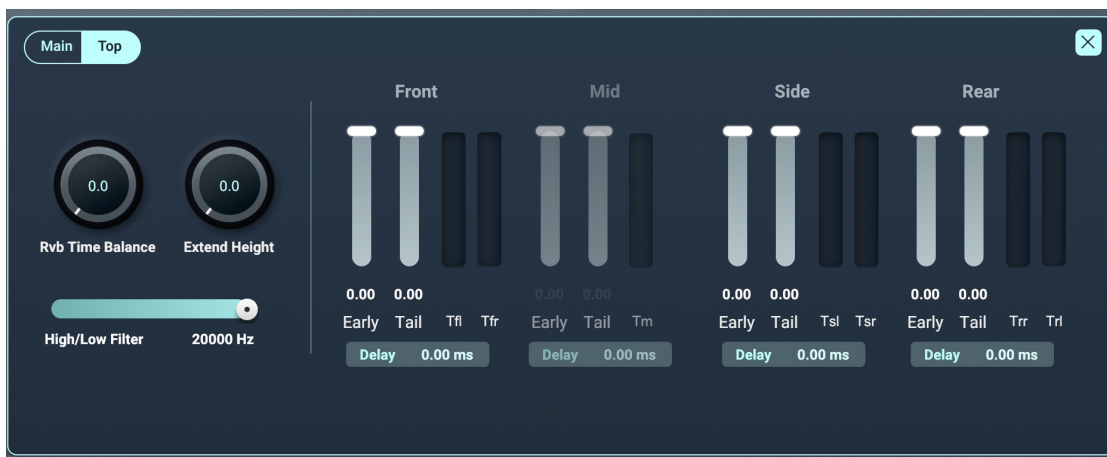 Main Top
Front Mid Side Rear
0.0 0.0
Rvb Time Balance Extend Height
0.00 0.00 0.00 0.00 0.00 0.00 0.00 0.00
Early Tail Tfl Tfr Early Tail Tm Early Tail Tsl Tsr Early Tail Trr Trl
High/Low Filter 20000 Hz
Delay 0.00 ms Delay 0.00 ms Delay 0.00 ms Delay 0.00 ms